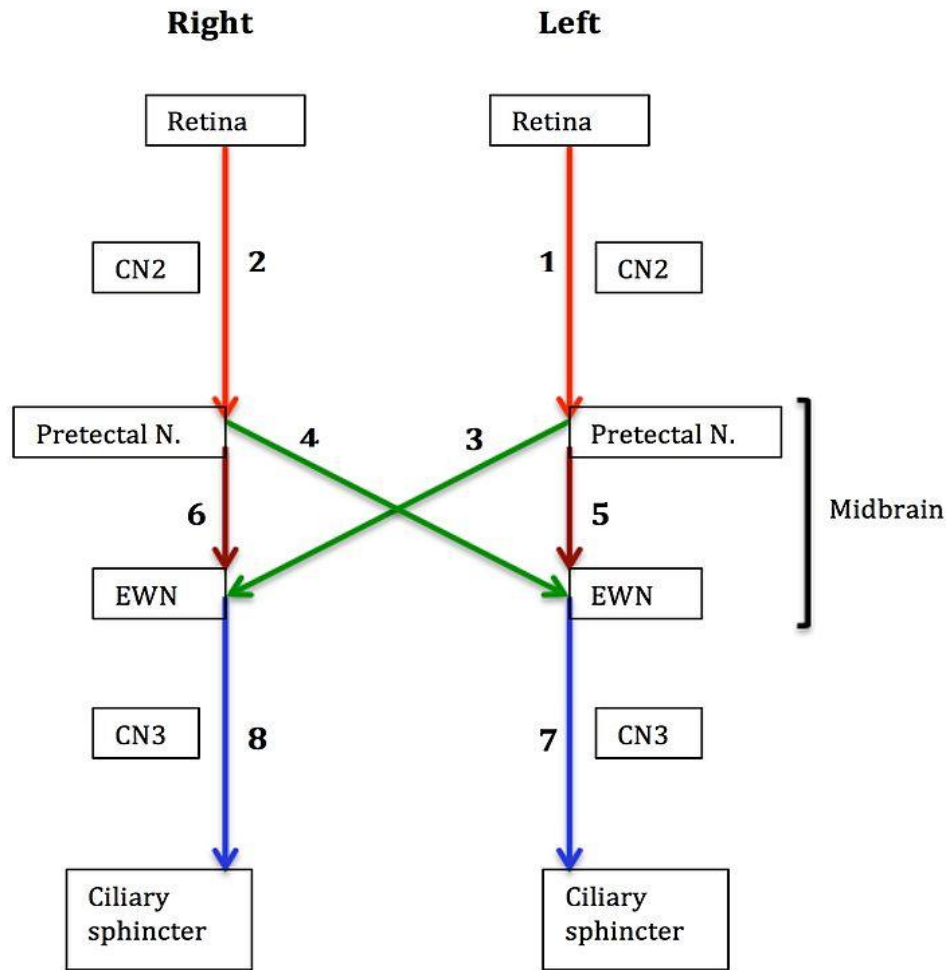 Right
Left
Retina
Retina
CN2
2
1
CN2
Pretectal N.
4
3
Pretectal N.
6
5
Midbrain
EWN
EWN
CN3
8
7
CN3
Ciliary
sphincter
Ciliary
sphincter